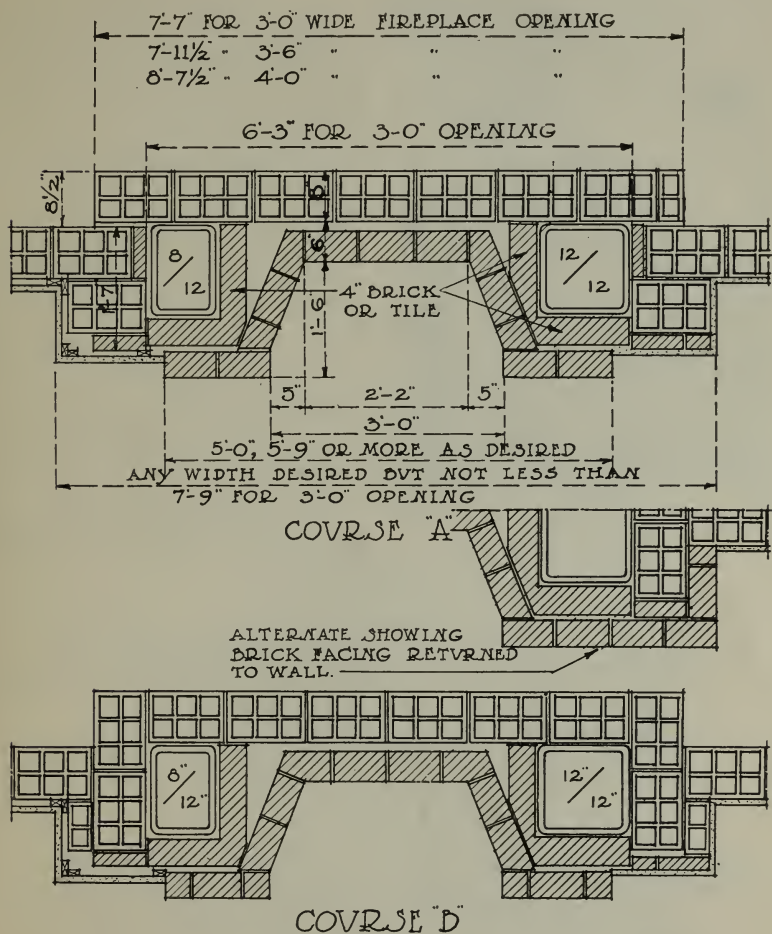 7'-7" FOR 3'-0" WIDE FIREPLACE OPENING
7'-11½" " 3'-6" " " "
8'-7½" " 4'-0" " " "
6'-3" FOR 3'-0" OPENING
8½"
8"
6"
8/12
12/12
4" BRICK
OR TILE
1'-6"
5" 2'-2" 5"
3'-0"
5'-0", 5'-9" OR MORE AS DESIRED
ANY WIDTH DESIRED BUT NOT LESS THAN
7'-9" FOR 3'-0" OPENING
COURSE "A"
ALTERNATE SHOWING
BRICK FACING RETURNED
TO WALL.
8"/12"
12"/12"
COURSE "B"